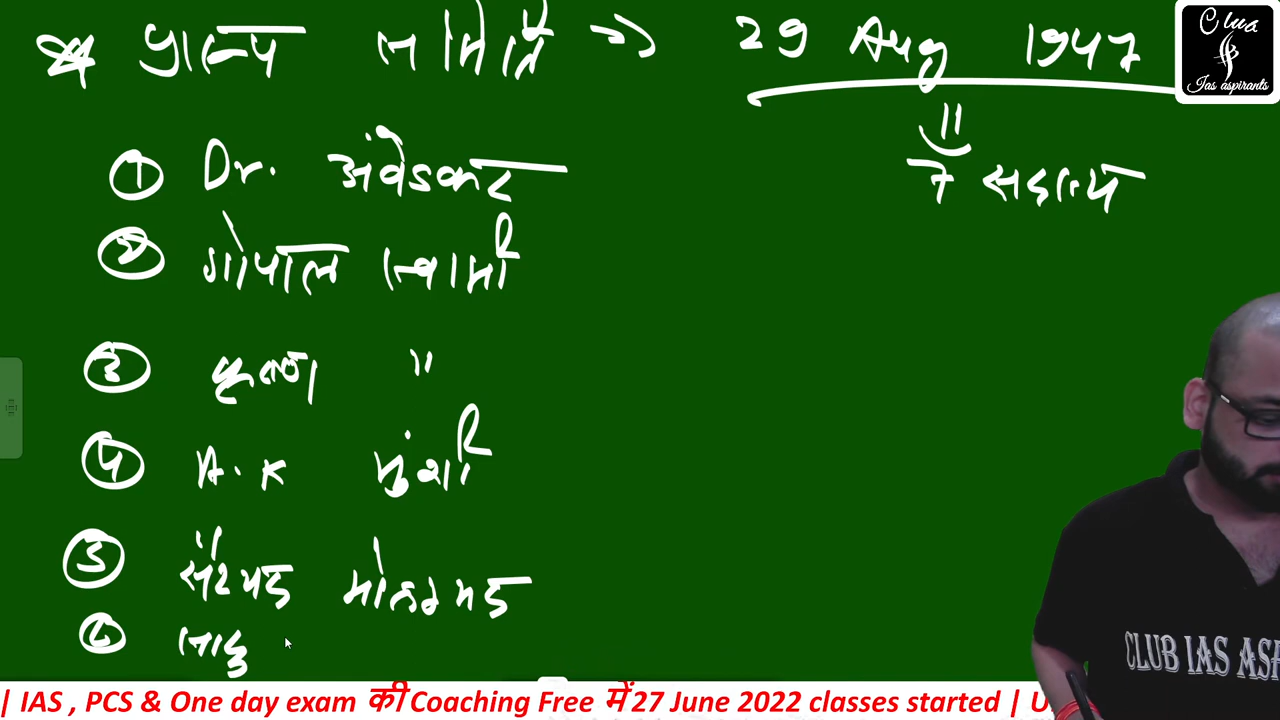 प्रारूप समिति => 29 Aug 1947
7 सदस्य
① Dr. अंबेडकर
② गोपाल स्वामी
③ कृष्णा "
④ A.K मुंशी
⑤ सैय्यद मोहम्मद
⑥
Club
Ias aspirants
CLUB IAS ASP
| IAS , PCS & One day exam की Coaching Free में 27 June 2022 classes started | U